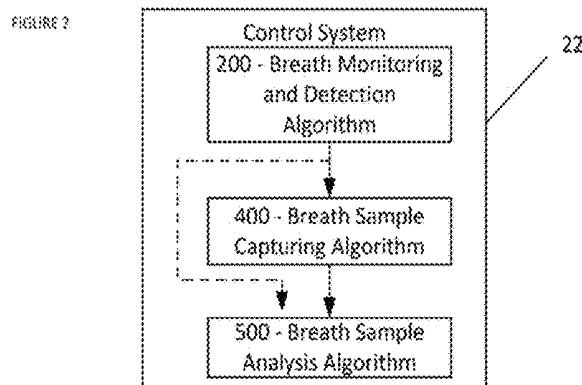 FIGURE 2
Control System
22
200 - Breath Monitoring
and Detection
Algorithm
400 - Breath Sample
Capturing Algorithm
500 - Breath Sample
Analysis Algorithm